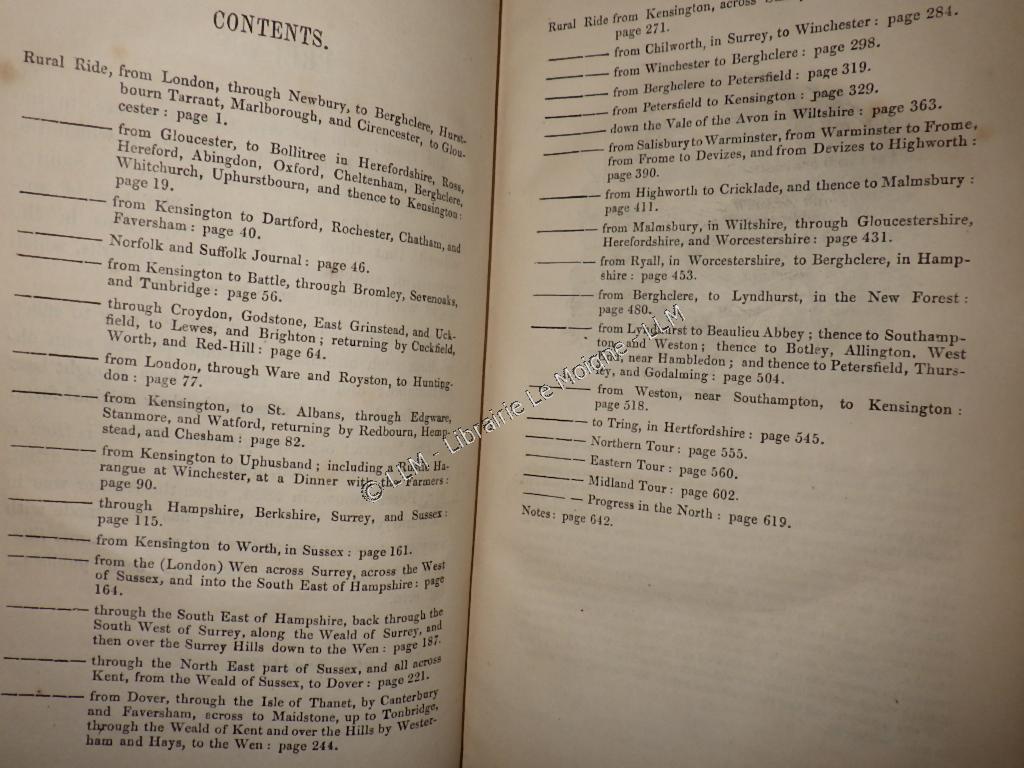 CONTENTS.
Rural Ride, from London, through Newbury, to Berghclere, Hurst-
bourn Tarrant, Marlborough, and Cirencester, to Glou-
cester : page 1.
——— from Gloucester, to Bollitree in Herefordshire, Ross,
Hereford, Abingdon, Oxford, Cheltenham, Berghclere,
Whitchurch, Uphurstbourn, and thence to Kensington :
page 19.
——— from Kensington to Dartford, Rochester, Chatham, and
Faversham : page 40.
——— Norfolk and Suffolk Journal : page 46.
——— from Kensington to Battle, through Bromley, Sevenoaks,
and Tunbridge : page 56.
——— through Croydon, Godstone, East Grinstead, and Uck-
field, to Lewes, and Brighton ; returning by Cuckfield,
Worth, and Red-Hill : page 64.
——— from London, through Ware and Royston, to Hunting-
don : page 77.
——— from Kensington, to St. Albans, through Edgware,
Stanmore, and Watford, returning by Redbourn, Hemp-
stead, and Chesham : page 82.
——— from Kensington to Uphusband ; including a Rustic Ha-
rangue at Winchester, at a Dinner with the Farmers :
page 90.
——— through Hampshire, Berkshire, Surrey, and Sussex :
page 115.
——— from Kensington to Worth, in Sussex : page 161.
——— from the (London) Wen across Surrey, across the West
of Sussex, and into the South East of Hampshire : page
164.
——— through the South East of Hampshire, back through the
South West of Surrey, along the Weald of Surrey, and
then over the Surrey Hills down to the Wen : page 187.
——— through the North East part of Sussex, and all across
Kent, from the Weald of Sussex, to Dover : page 221.
——— from Dover, through the Isle of Thanet, by Canterbury
and Faversham, across to Maidstone, up to Tonbridge,
through the Weald of Kent and over the Hills by Wester-
ham and Hays, to the Wen : page 244.
Rural Ride from Kensington, across
page 271.
——— from Chilworth, in Surrey, to Winchester : page 284.
——— from Winchester to Berghclere : page 298.
——— from Berghclere to Petersfield : page 319.
——— from Petersfield to Kensington : page 329.
——— down the Vale of the Avon in Wiltshire : page 363.
——— from Salisbury to Warminster, from Warminster to Frome,
from Frome to Devizes, and from Devizes to Highworth :
page 390.
——— from Highworth to Cricklade, and thence to Malmsbury :
page 411.
——— from Malmsbury, in Wiltshire, through Gloucestershire,
Herefordshire, and Worcestershire : page 431.
——— from Ryall, in Worcestershire, to Berghclere, in Hamp-
shire : page 453.
——— from Berghclere, to Lyndhurst, in the New Forest :
page 480.
——— from Lyndhurst to Beaulieu Abbey ; thence to Southamp-
ton, and Weston ; thence to Botley, Allington, West
near Hambledon ; and thence to Petersfield, Thurs-
ley, and Godalming : page 504.
——— from Weston, near Southampton, to Kensington :
page 518.
——— to Tring, in Hertfordshire : page 545.
——— Northern Tour : page 555.
——— Eastern Tour : page 560.
——— Midland Tour : page 602.
——— Progress in the North : page 619.
Notes : page 642.
© LLM - Librairie Le Moigne - LLM